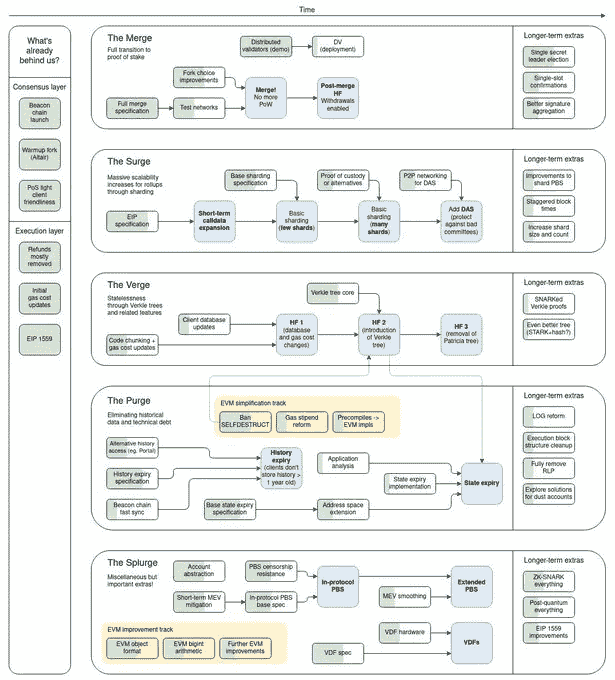 Time
What's
already
behind us?
Consensus layer
Beacon
chain
launch
Warmup fork
(Altair)
PoS light
client
friendliness
Execution layer
Refunds
mostly
removed
Initial
gas cost
updates
EIP 1559
The Merge
Full transition to
proof of stake
Distributed
validators (demo)
DV
(deployment)
Fork choice
improvements
Full merge
specification
Test networks
Merge!
No more
PoW
Post-merge
HF
Withdrawals
enabled
Longer-term extras
Single secret
leader election
Single-slot
confirmations
Better signature
aggregation
The Surge
Massive scalability
increases for rollups
through sharding
Base sharding
specification
Proof of custody
or alternatives
P2P networking
for DAS
EIP
specification
Short-term
calldata
expansion
Basic
sharding
(few shards)
Basic
sharding
(many
shards)
Add DAS
(protect
against bad
committees)
Longer-term extras
Improvements to
shard PBS
Staggered block
times
Increase shard
size and count
The Verge
Statelessness
through Verkle trees
and related features
Verkle tree core
Client database
updates
Code chunking +
gas cost updates
HF 1
(database
and gas cost
changed)
HF 2
(introduction
of Verkle
tree)
HF 3
(removal of
Patricia tree)
Longer-term extras
SNARKed
Verkle proofs
Even better tree
(STARK+hash?)
The Purge
Eliminating historical
data and technical debt
EVM simplification track
Ban
SELFDESTRUCT
Gas stipend
reform
Precompiles ->
EVM impls
Alternative history
access (eg. Portal)
History expiry
specification
Beacon chain
fast sync
History
expiry
(clients don't
store history >
1 year old)
Application
analysis
State expiry
implementation
Base state expiry
specification
Address space
extension
State expiry
Longer-term extras
LOG reform
Execution block
structure cleanup
Fully remove
RLP
Explore solutions
for dust accounts
The Splurge
Miscellaneous but
important extras!
Account
abstraction
PBS censorship
resistance
Short-term MEV
mitigation
In-protocol PBS
base spec
In-protocol
PBS
MEV smoothing
Extended
PBS
EVM improvement track
EVM object
format
EVM bigint
arithmetic
Further EVM
improvements
VDF hardware
VDF spec
VDFs
Longer-term extras
ZK-SNARK
everything
Post-quantum
everything
EIP 1559
improvements